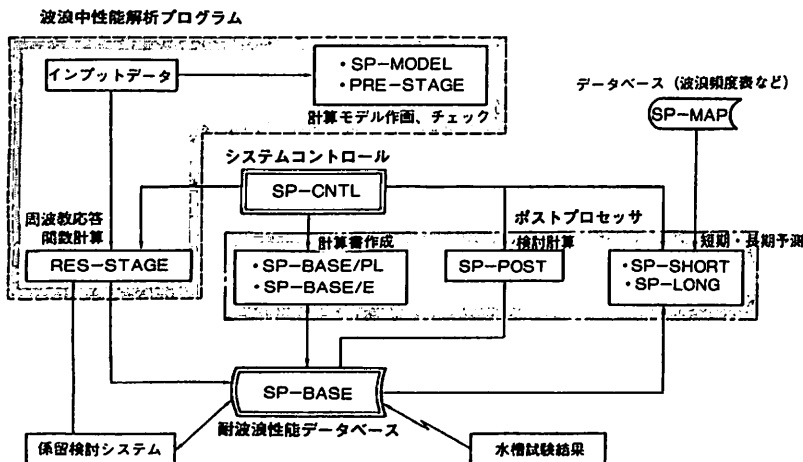 波浪中性能解析プログラム
インプットデータ
・SP-MODEL
・PRE-STAGE
計算モデル作画、チェック
データベース（波浪頻度表など）
SP-MAP
システムコントロール
SP-CNTL
周波数応答
関数計算
RES-STAGE
ポストプロセッサ
計算書作成
・SP-BASE/PL
・SP-BASE/E
検討計算
SP-POST
短期・長期予測
・SP-SHORT
・SP-LONG
SP-BASE
耐波浪性能データベース
係留検討システム
水槽試験結果